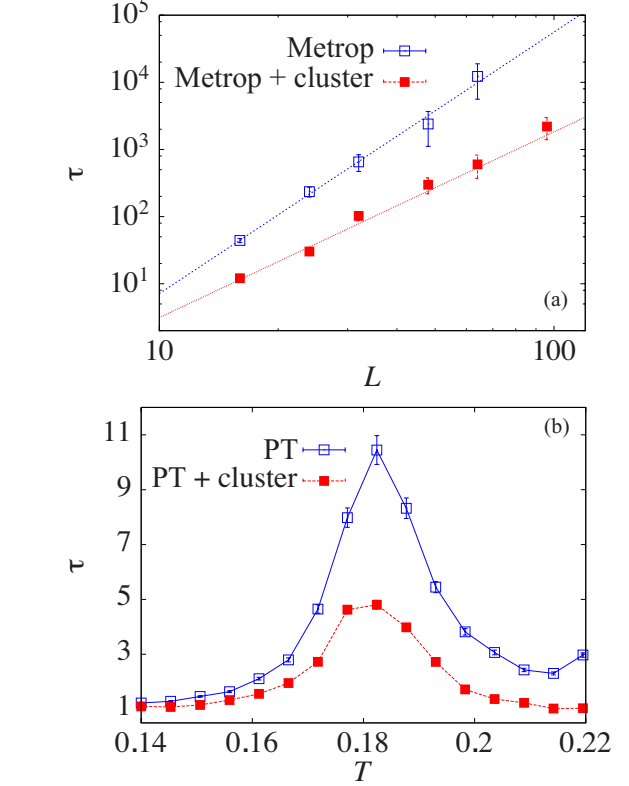 10^5
Metrop
10^4
Metrop + cluster
10^3
τ
10^2
10^1
(a)
10
100
L
11
PT
(b)
PT + cluster
9
7
τ
5
3
1
0.14
0.16
0.18
0.2
0.22
T